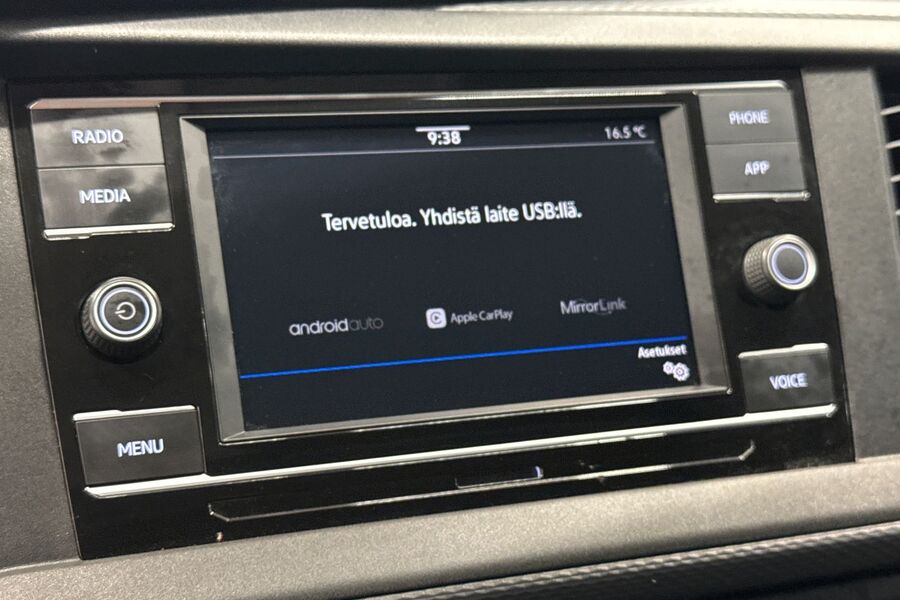 RADIO
MEDIA
MENU
9:38
16.5 °C
Tervetuloa. Yhdistä laite USB:llä.
androidauto
Apple CarPlay
MirrorLink
Asetukset
PHONE
APP
VOICE